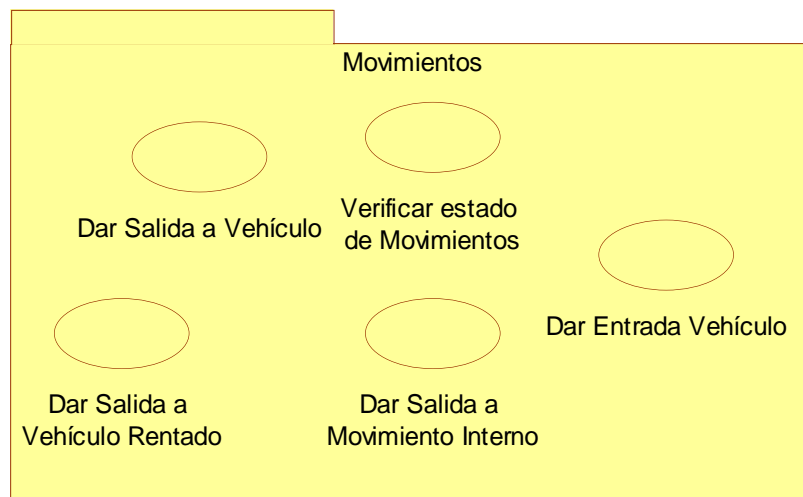 Movimientos
Dar Salida a Vehículo
Verificar estado
de Movimientos
Dar Entrada Vehículo
Dar Salida a
Vehículo Rentado
Dar Salida a
Movimiento Interno